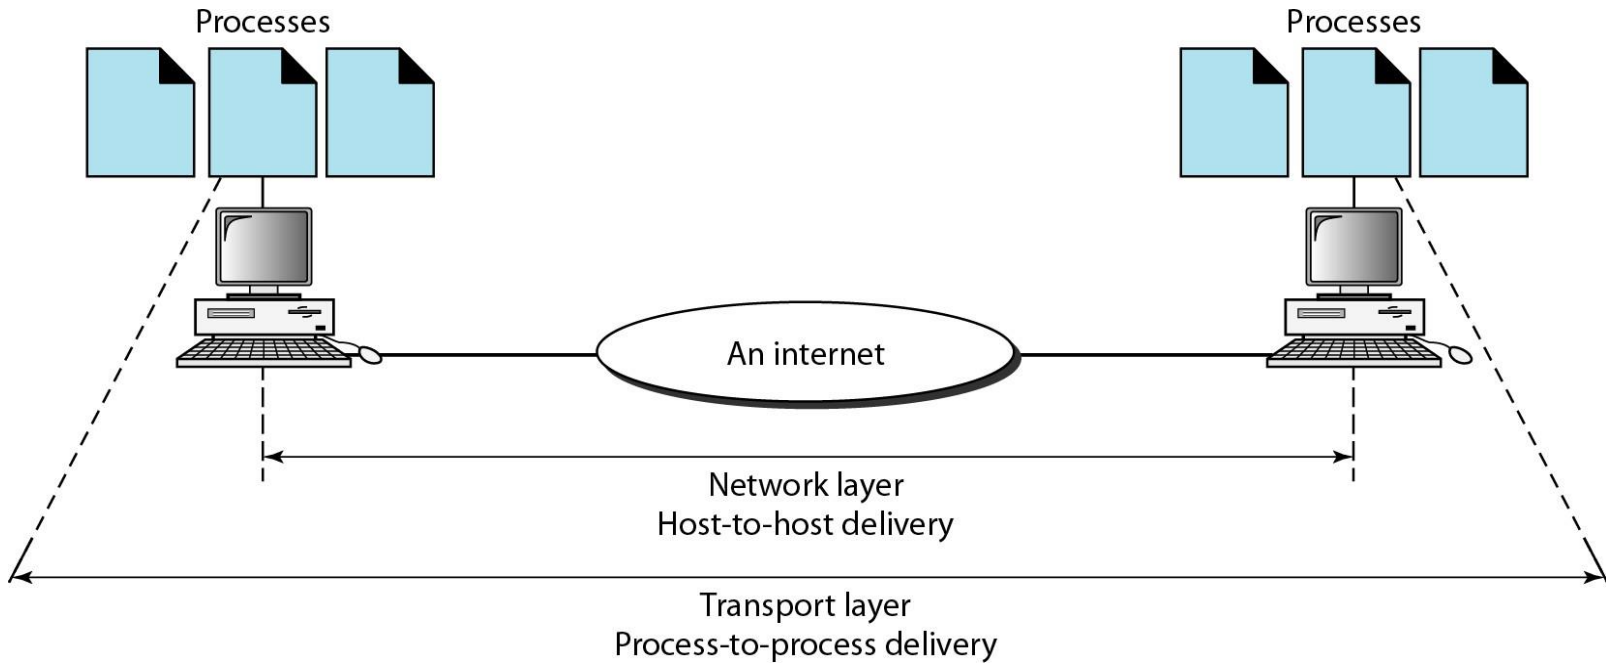 Processes
Processes
An internet
Network layer
Host-to-host delivery
Transport layer
Process-to-process delivery